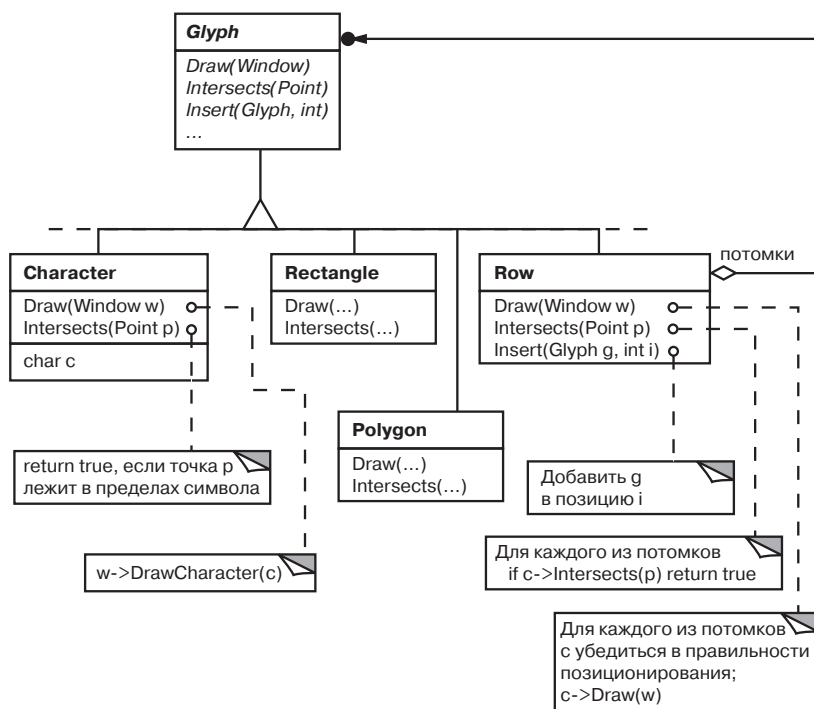 Glyph
Draw(Window)
Intersects(Point)
Insert(Glyph, int)
...
потомки
Character
Draw(Window w)
Intersects(Point p)
char c
Rectangle
Draw(...)
Intersects(...)
Row
Draw(Window w)
Intersects(Point p)
Insert(Glyph g, int i)
Polygon
Draw(...)
Intersects(...)
return true, если точка p
лежит в пределах символа
Добавить g
в позицию i
w->DrawCharacter(c)
Для каждого из потомков
if c->Intersects(p) return true
Для каждого из потомков
с убедиться в правильности
позиционирования;
c->Draw(w)